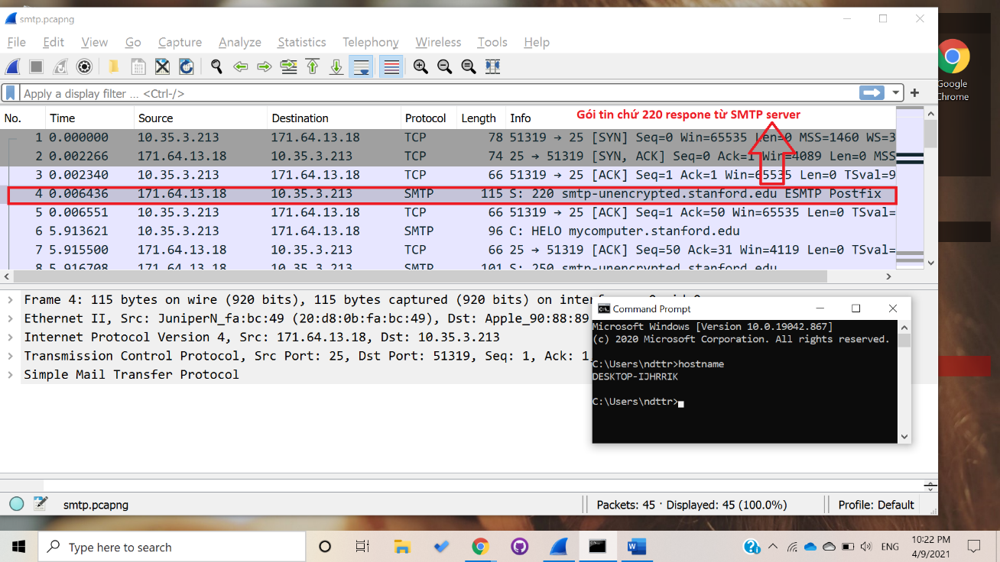 smtp.pcapng
File Edit View Go Capture Analyze Statistics Telephony Wireless Tools Help
Apply a display filter ... <Ctrl-/>
No. Time Source Destination Protocol Length Info
Gói tin chứ 220 respone từ SMTP server
1 0.000000 10.35.3.213 171.64.13.18 TCP 78 51319 → 25 [SYN] Seq=0 Win=65535 Len=0 MSS=1460 WS=3
2 0.002266 171.64.13.18 10.35.3.213 TCP 74 25 → 51319 [SYN, ACK] Seq=0 Ack=1 Win=4089 Len=0 MSS
3 0.002340 10.35.3.213 171.64.13.18 TCP 66 51319 → 25 [ACK] Seq=1 Ack=1 Win=65535 Len=0 TSval=9
4 0.006436 171.64.13.18 10.35.3.213 SMTP 115 S: 220 smtp-unencrypted.stanford.edu ESMTP Postfix
5 0.006551 10.35.3.213 171.64.13.18 TCP 66 51319 → 25 [ACK] Seq=1 Ack=50 Win=65535 Len=0 TSval=
6 5.913621 10.35.3.213 171.64.13.18 SMTP 96 C: HELO mycomputer.stanford.edu
7 5.915500 171.64.13.18 10.35.3.213 TCP 66 25 → 51319 [ACK] Seq=50 Ack=31 Win=4119 Len=0 TSval=
8 5.916708 171.64.13.18 10.35.3.213 SMTP 101 S: 250 smtp-unencrypted.stanford.edu
Frame 4: 115 bytes on wire (920 bits), 115 bytes captured (920 bits) on
Ethernet II, Src: JuniperN_fa:bc:49 (20:d8:0b:fa:bc:49), Dst: Apple_90:88:89
Internet Protocol Version 4, Src: 171.64.13.18, Dst: 10.35.3.213
Transmission Control Protocol, Src Port: 25, Dst Port: 51319, Seq: 1, Ack: 1
Simple Mail Transfer Protocol
Command Prompt
Microsoft Windows [Version 10.0.19042.867]
(c) 2020 Microsoft Corporation. All rights reserved.
C:\Users\ndttr>hostname
DESKTOP-IJHRRIK
C:\Users\ndttr>
smtp.pcapng
Packets: 45 · Displayed: 45 (100.0%)
Profile: Default
Google
Chrome
Type here to search
ENG
10:22 PM
4/9/2021